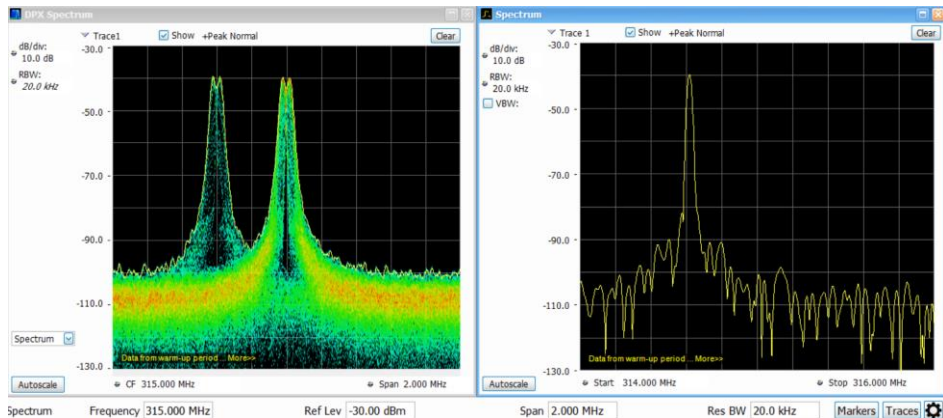 DPX Spectrum
Trace1 Show +Peak Normal Clear
dB/div:
10.0 dB
RBW:
20.0 kHz
-30.0
-50.0
-70.0
-90.0
-110.0
-130.0
Spectrum
Data from warm-up period ... More>>
Autoscale CF 315.000 MHz Span 2.000 MHz
Spectrum
Trace 1 Show +Peak Normal Clear
dB/div:
10.0 dB
RBW:
20.0 kHz
VBW:
-30.0
-50.0
-70.0
-90.0
-110.0
-130.0
Data from warm-up period ... More>>
Autoscale Start 314.000 MHz Stop 316.000 MHz
Spectrum Frequency 315.000 MHz Ref Lev -30.00 dBm Span 2.000 MHz Res BW 20.0 kHz Markers Traces